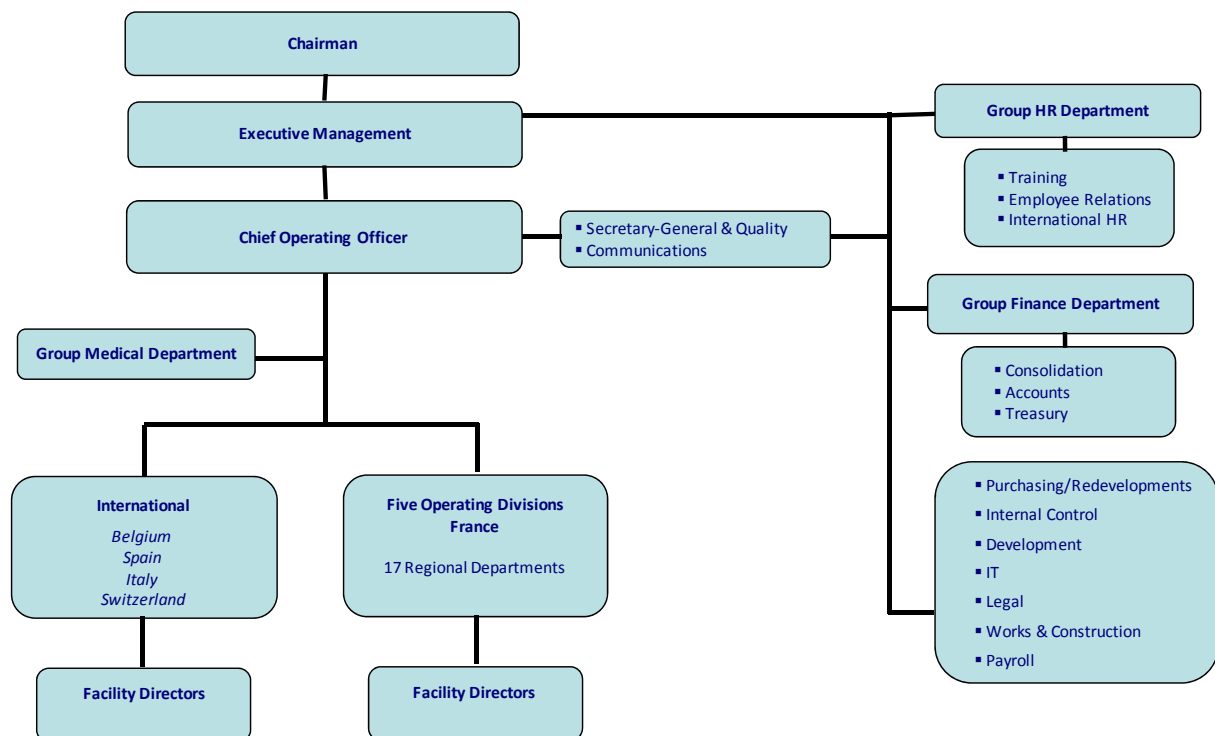 Chairman
Executive Management
Group HR Department
▪ Training
▪ Employee Relations
▪ International HR
Chief Operating Officer
▪ Secretary-General & Quality
▪ Communications
Group Finance Department
▪ Consolidation
▪ Accounts
▪ Treasury
Group Medical Department
International
Belgium
Spain
Italy
Switzerland
Five Operating Divisions
France
17 Regional Departments
▪ Purchasing/Redevelopments
▪ Internal Control
▪ Development
▪ IT
▪ Legal
▪ Works & Construction
▪ Payroll
Facility Directors
Facility Directors